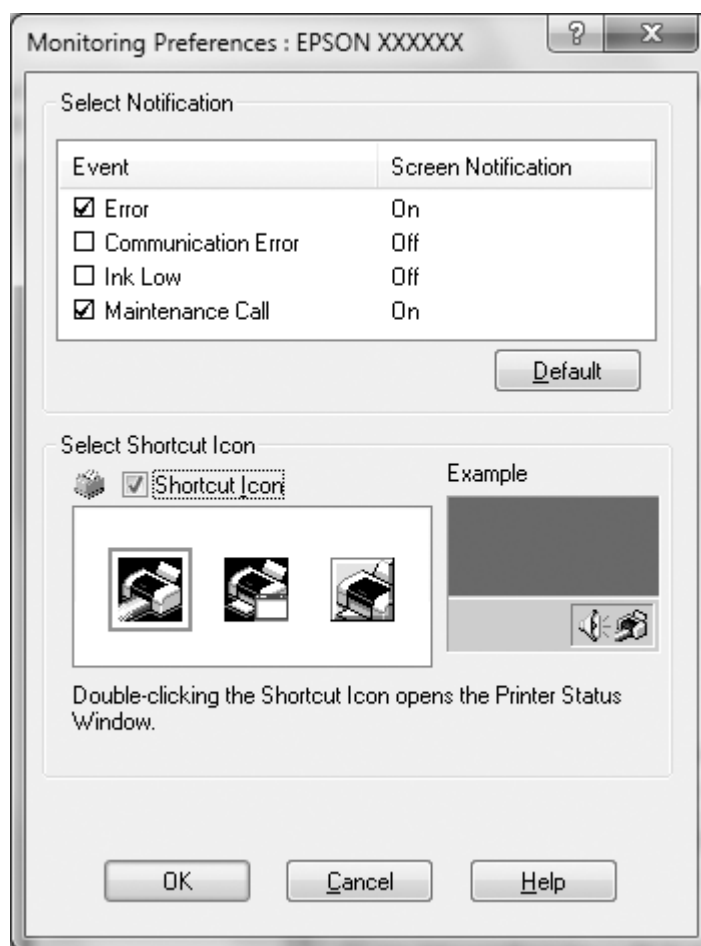 Monitoring Preferences : EPSON XXXXXX
Select Notification
Event Screen Notification
Error On
Communication Error Off
Ink Low Off
Maintenance Call On
Default
Select Shortcut Icon
Shortcut Icon
Example
Double-clicking the Shortcut Icon opens the Printer Status
Window.
OK Cancel Help